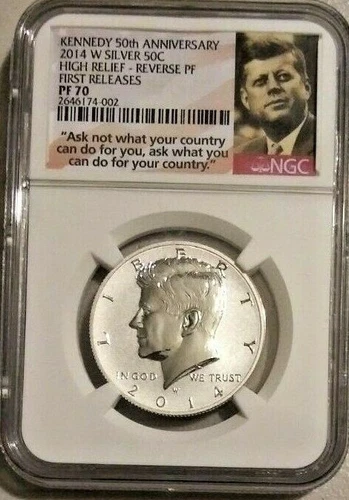 KENNEDY 50th ANNIVERSARY
2014 W SILVER 50C
HIGH RELIEF - REVERSE PF
FIRST RELEASES
PF 70
2646174-002
"Ask not what your country
can do for you, ask what you
can do for your country."
NGC
LIBERTY
IN GOD W WE TRUST
2014